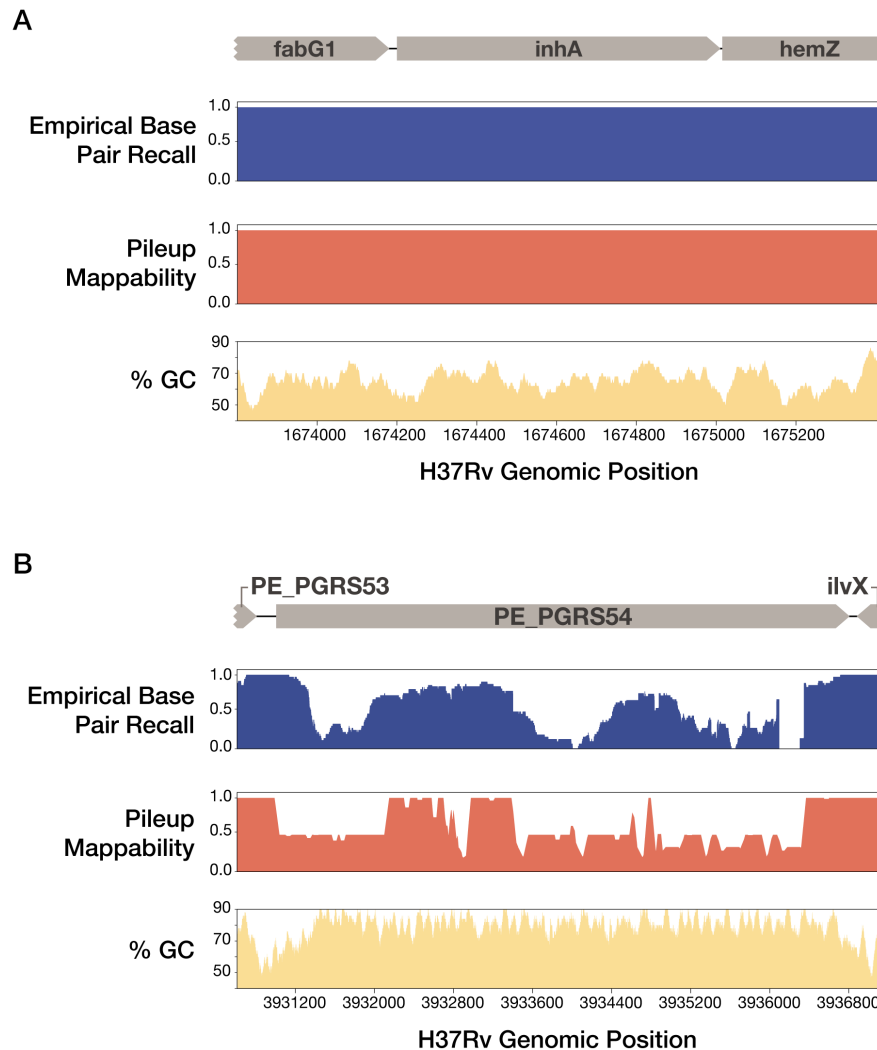 A
fabG1 inhA hemZ
Empirical Base
Pair Recall
1.0
0.5
0.0
Pileup
Mappability
1.0
0.5
0.0
% GC
90
70
50
1674000 1674200 1674400 1674600 1674800 1675000 1675200
H37Rv Genomic Position
B
PE_PGRS53 ilvX
PE_PGRS54
Empirical Base
Pair Recall
1.0
0.5
0.0
Pileup
Mappability
1.0
0.5
0.0
% GC
90
70
50
3931200 3932000 3932800 3933600 3934400 3935200 3936000 3936800
H37Rv Genomic Position